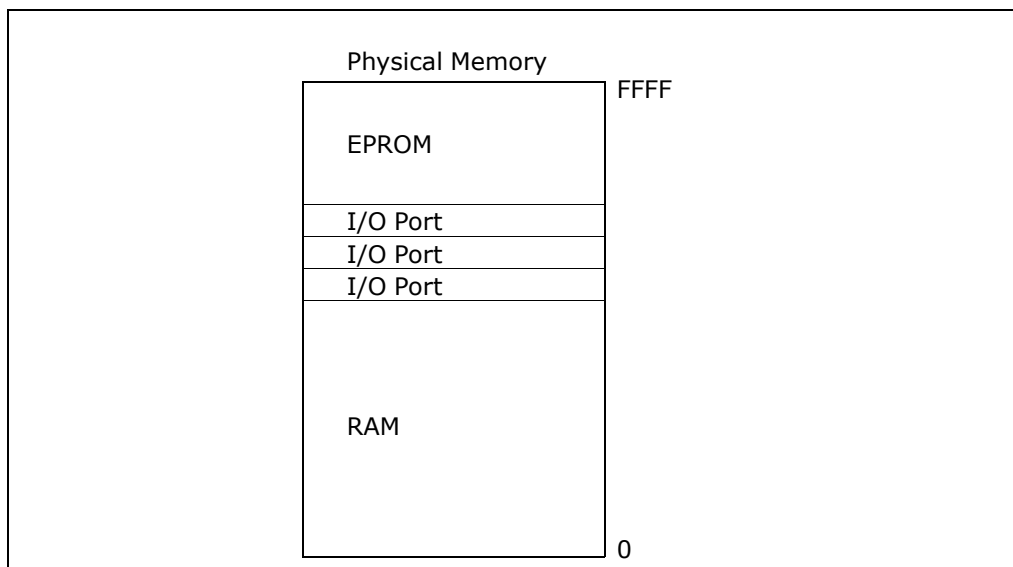 Physical Memory
FFFF
EPROM
I/O Port
I/O Port
I/O Port
RAM
0